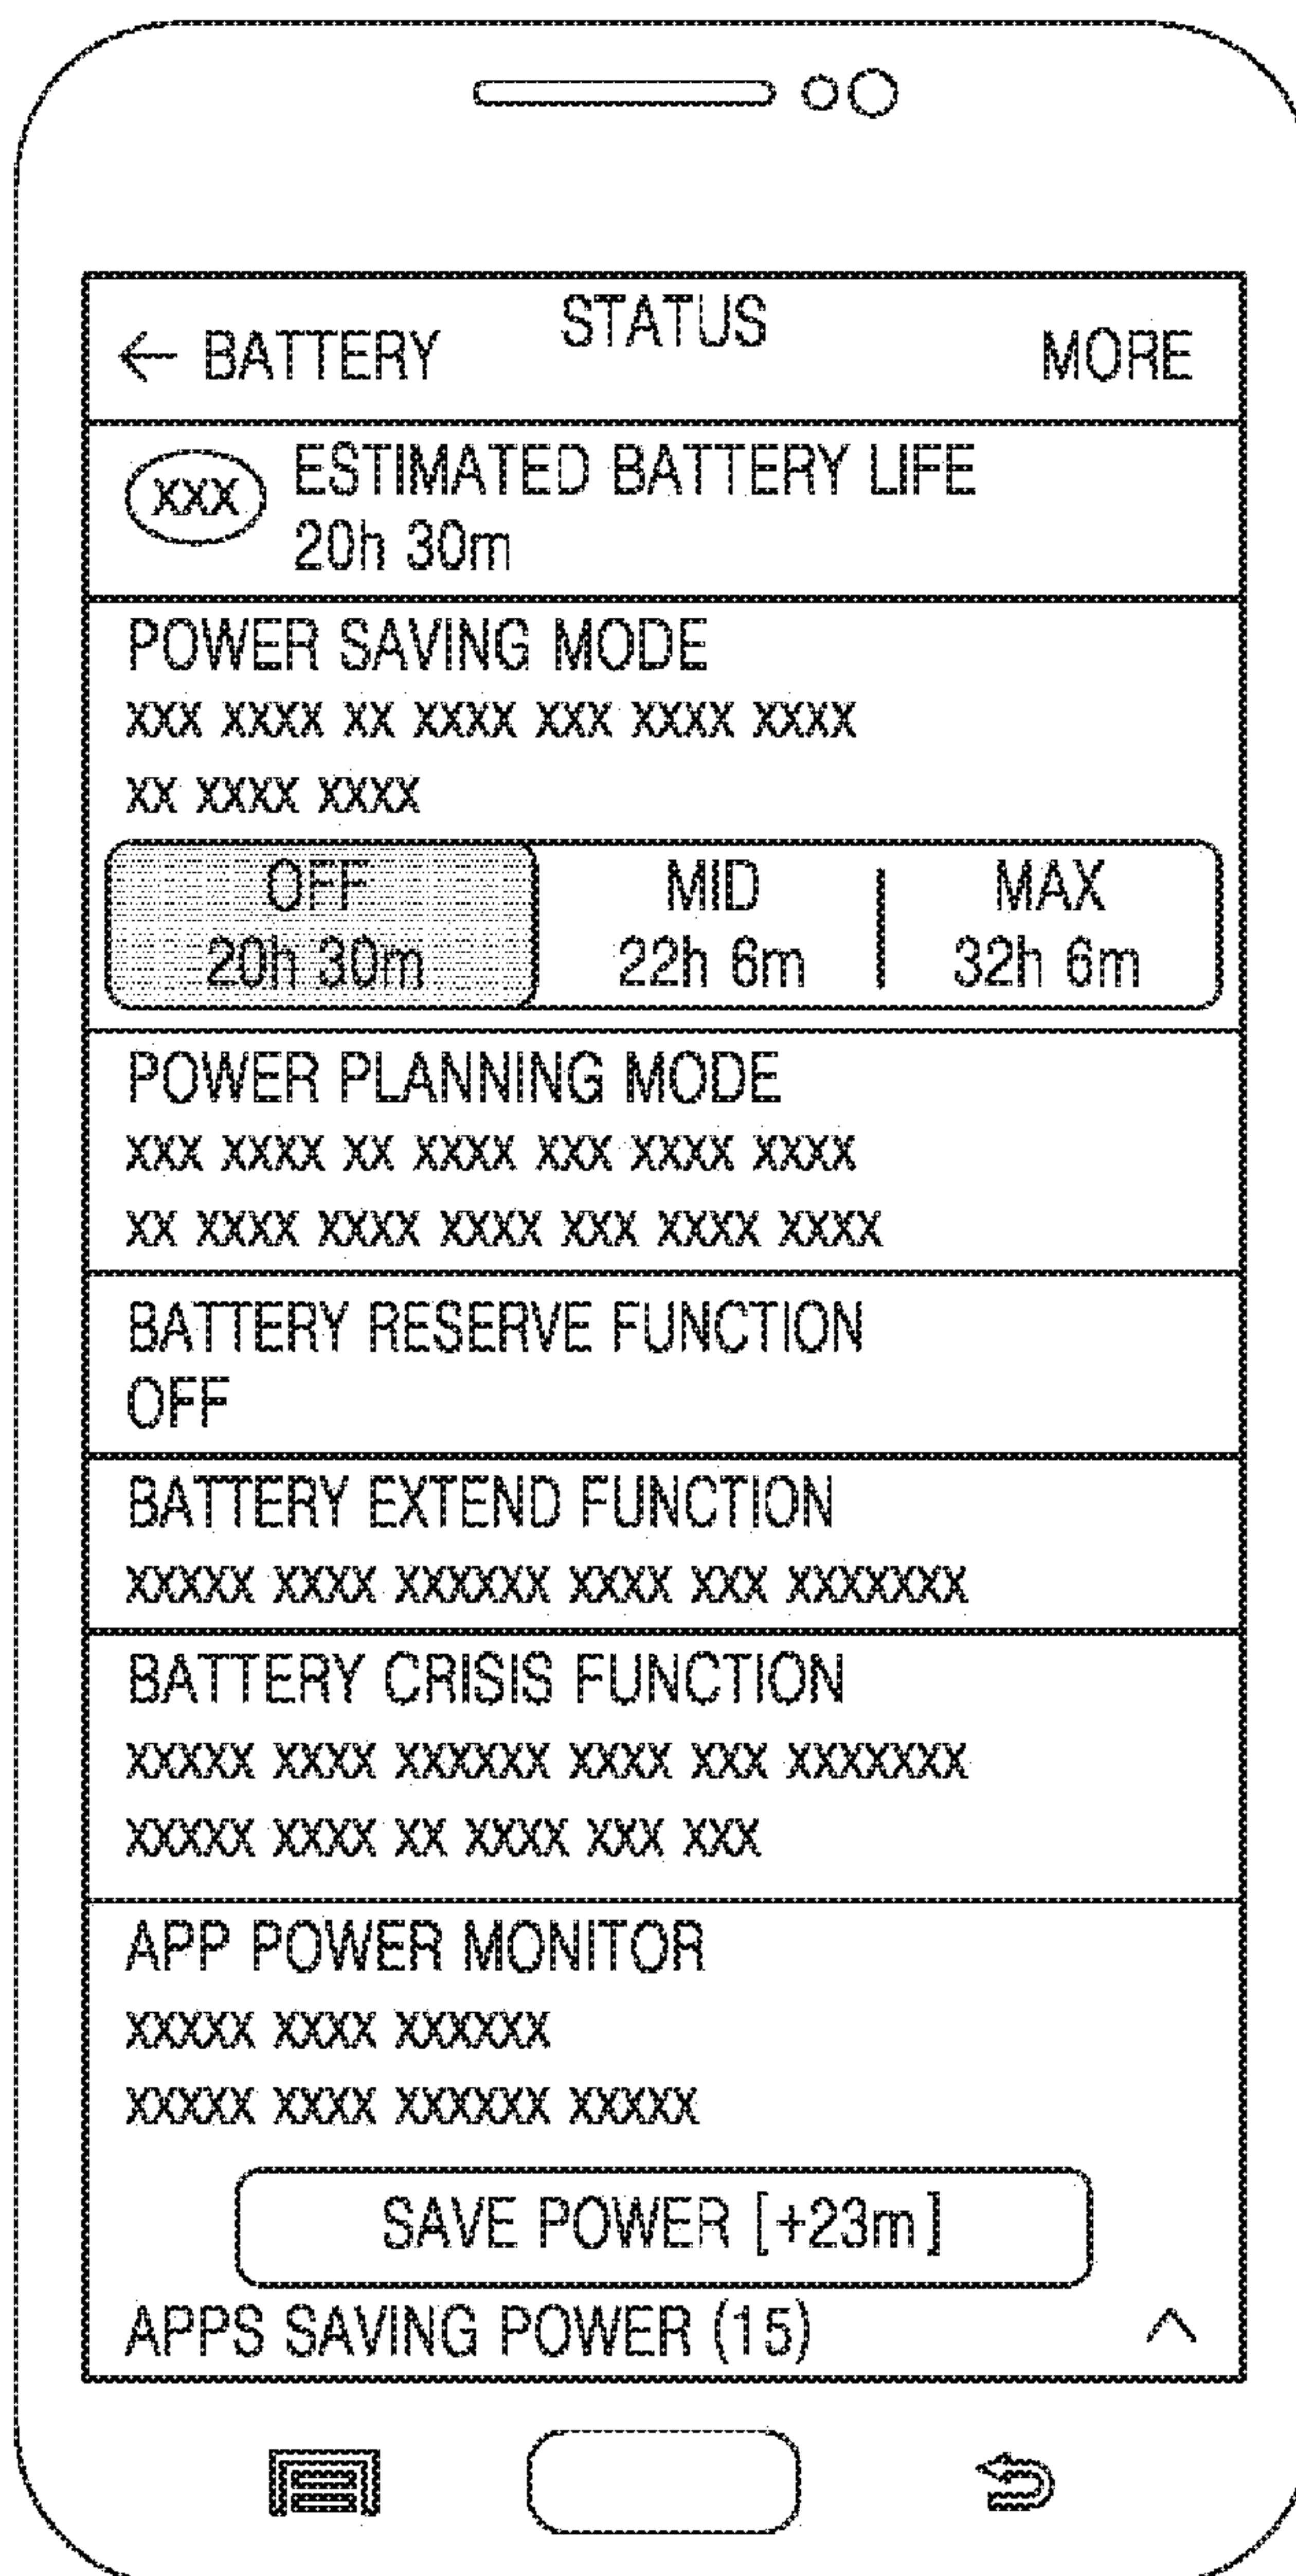 STATUS
← BATTERY MORE
XXX ESTIMATED BATTERY LIFE
20h 30m
POWER SAVING MODE
XXX XXXX XX XXXX XXX XXXX XXXX
XX XXXX XXXX
OFF MID MAX
20h 30m 22h 6m 32h 6m
POWER PLANNING MODE
XXX XXXX XX XXXX XXX XXXX XXXX
XX XXXX XXXX XXXX XXX XXXX XXXX
BATTERY RESERVE FUNCTION
OFF
BATTERY EXTEND FUNCTION
XXXXX XXXX XXXXXX XXXX XXX XXXXXXX
BATTERY CRISIS FUNCTION
XXXXX XXXX XXXXXX XXXX XXX XXXXXXX
XXXXX XXXX XX XXXX XXX XXX
APP POWER MONITOR
XXXXX XXXX XXXXXX
XXXXX XXXX XXXXXX XXXXX
SAVE POWER [+23m]
APPS SAVING POWER (15)